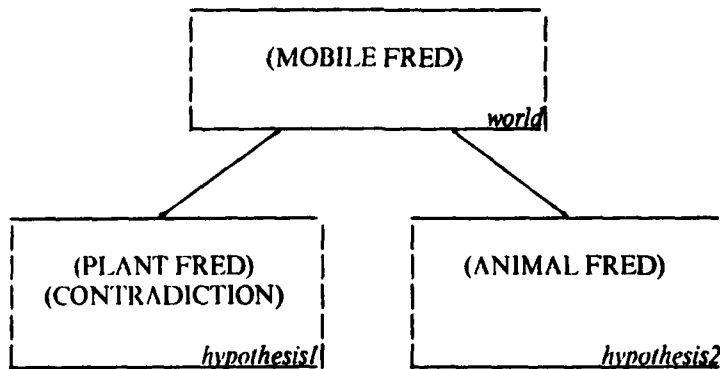 (MOBILE FRED)
world
(PLANT FRED)
(CONTRADICTION)
hypothesis1
(ANIMAL FRED)
hypothesis2